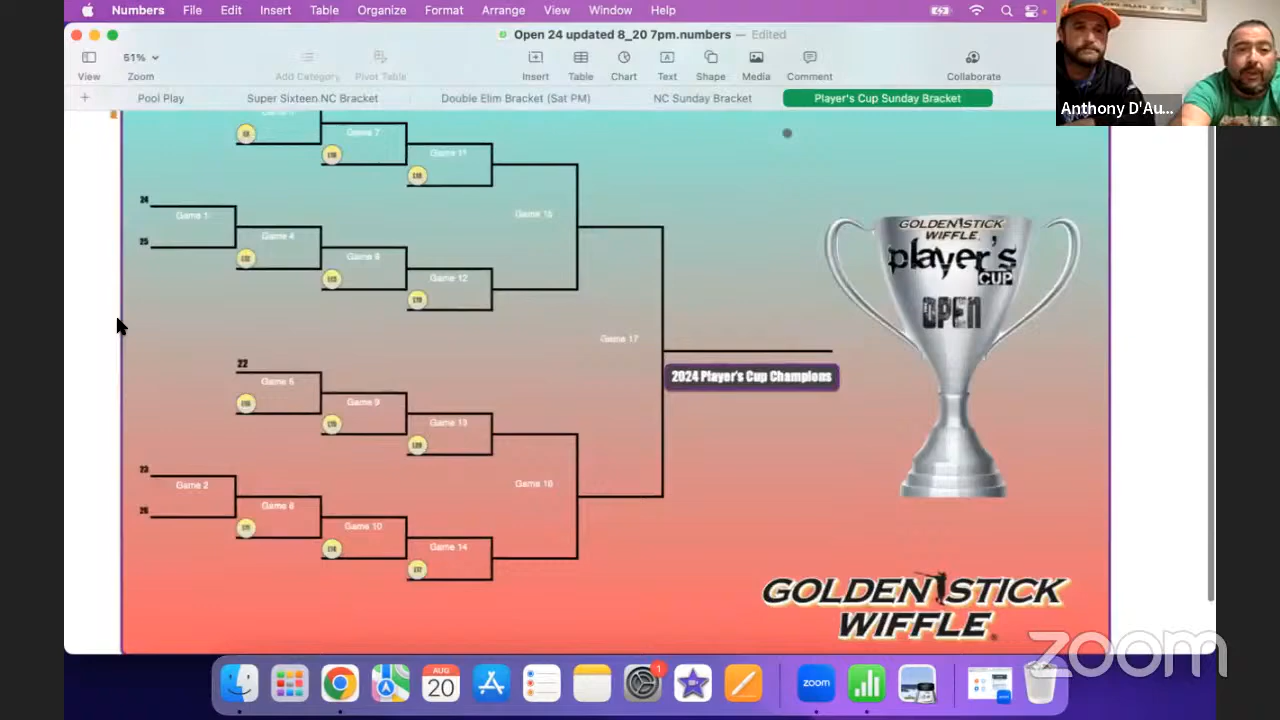 Numbers File Edit Insert Table Organize Format Arrange View Window Help
Open 24 updated 8_20 7pm.numbers — Edited
51%
View Zoom Add Category Pivot Table Insert Table Chart Text Shape Media Comment Collaborate
Anthony D'Au...
Pool Play Super Sixteen NC Bracket Double Elim Bracket (Sat PM) NC Sunday Bracket Player's Cup Sunday Bracket
Game 7
Game 11
24
Game 1
25
Game 15
Game 4
Game 8
Game 12
GOLDEN STICK
WIFFLE
player's
CUP
OPEN
Game 17
2024 Player's Cup Champions
22
Game 5
Game 9
Game 13
23
Game 2
26
Game 16
Game 6
Game 10
Game 14
GOLDEN STICK
WIFFLE
zoom
AUG
20
1
zoom